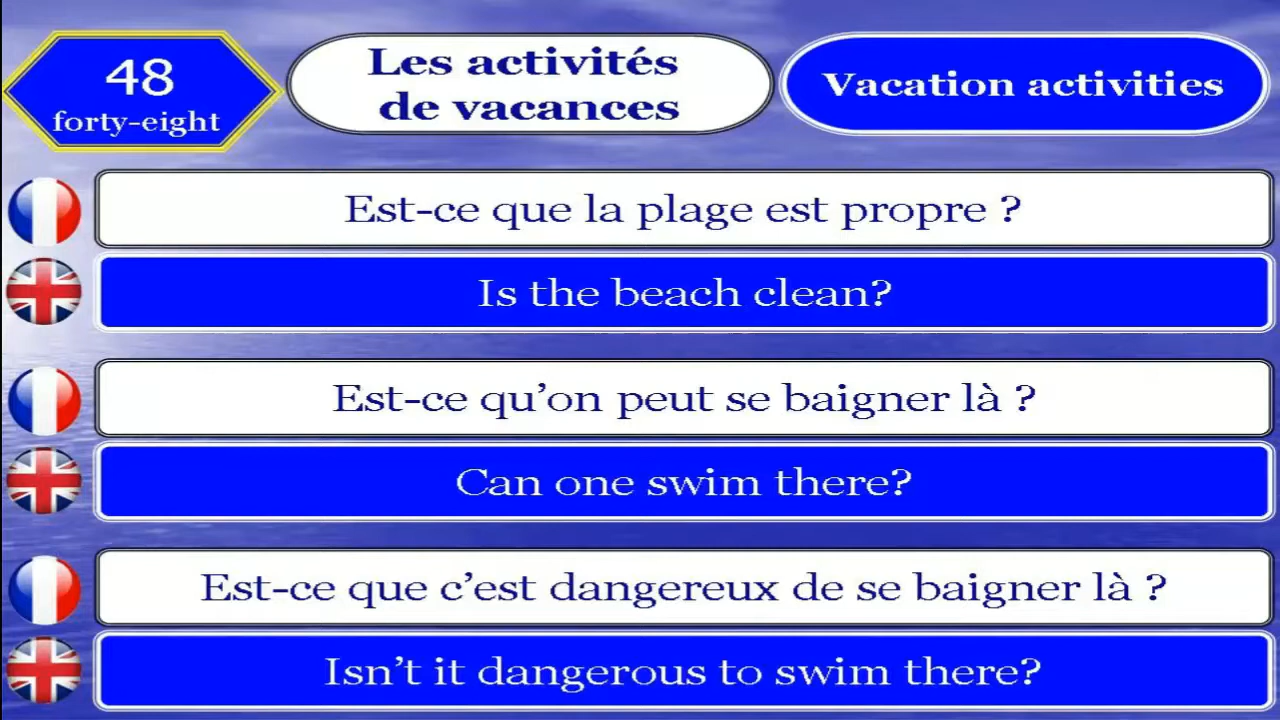 48
forty-eight
Les activités
de vacances
Vacation activities
Est-ce que la plage est propre ?
Is the beach clean?
Est-ce qu’on peut se baigner là ?
Can one swim there?
Est-ce que c’est dangereux de se baigner là ?
Isn’t it dangerous to swim there?